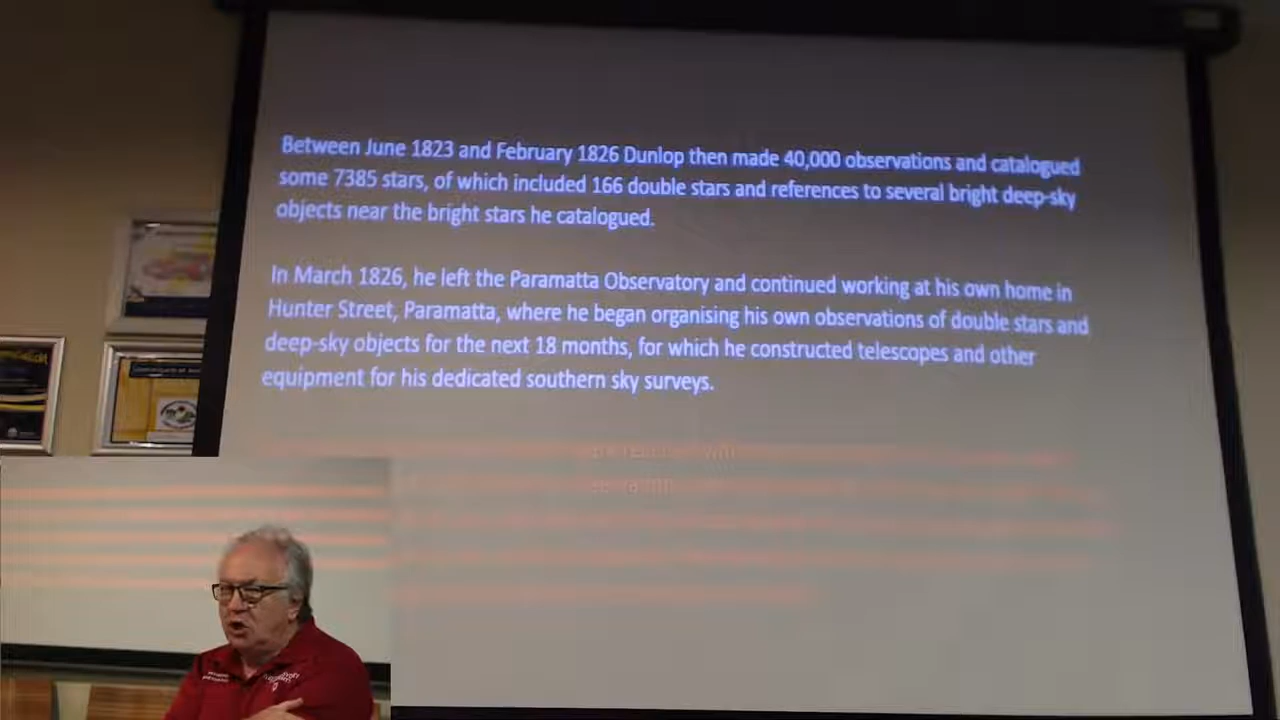 Between June 1823 and February 1826 Dunlop then made 40,000 observations and catalogued
some 7385 stars, of which included 166 double stars and references to several bright deep-sky
objects near the bright stars he catalogued.
In March 1826, he left the Paramatta Observatory and continued working at his own home in
Hunter Street, Paramatta, where he began organising his own observations of double stars and
deep-sky objects for the next 18 months, for which he constructed telescopes and other
equipment for his dedicated southern sky surveys.